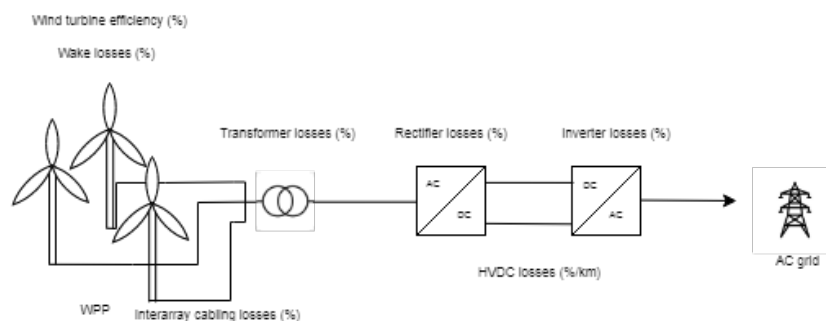 Wind turbine efficiency (%)
Wake losses (%)
Transformer losses (%)
Rectifier losses (%)
Inverter losses (%)
AC
DC
DC
AC
HVDC losses (%/km)
AC grid
WPP
Interarray cabling losses (%)